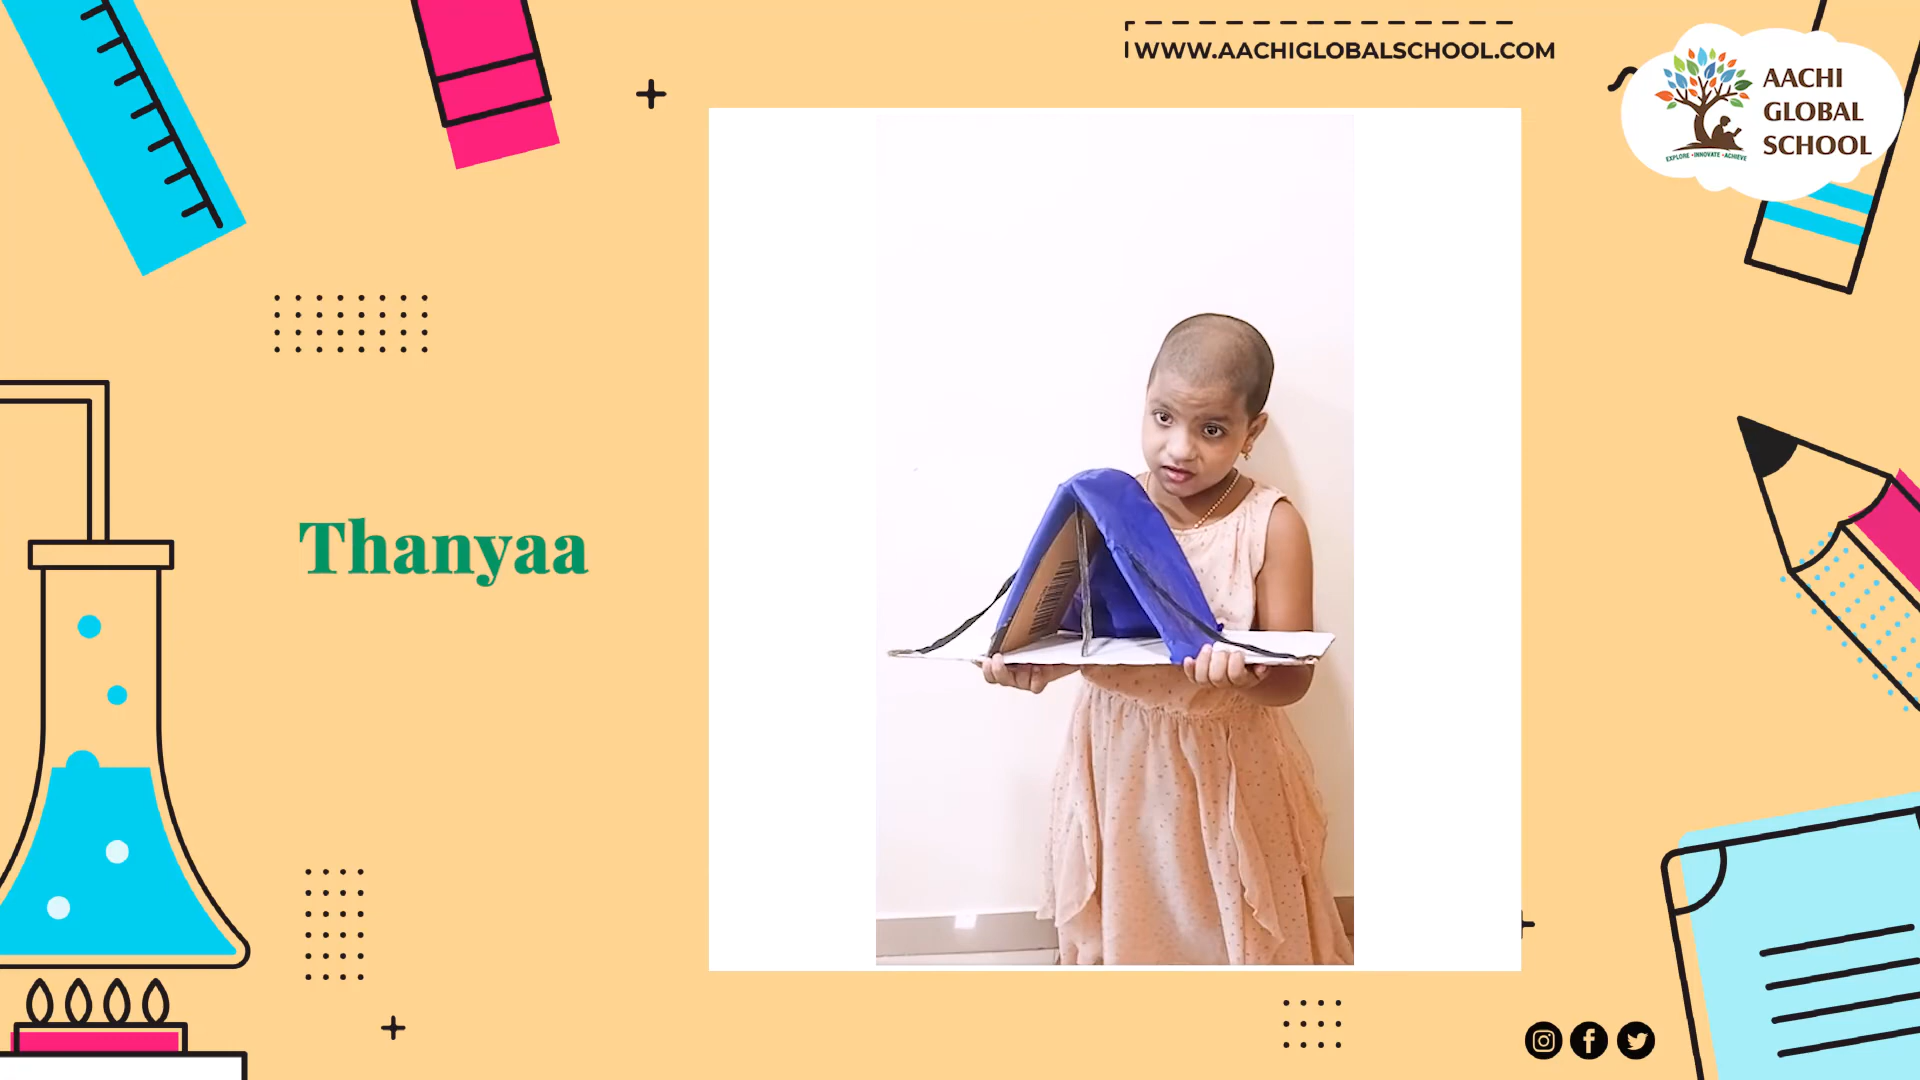 WWW.AACHIGLOBALSCHOOL.COM
AACHI
GLOBAL
SCHOOL
EXPLORE •INNOVATE •ACHIEVE
Thanyaa